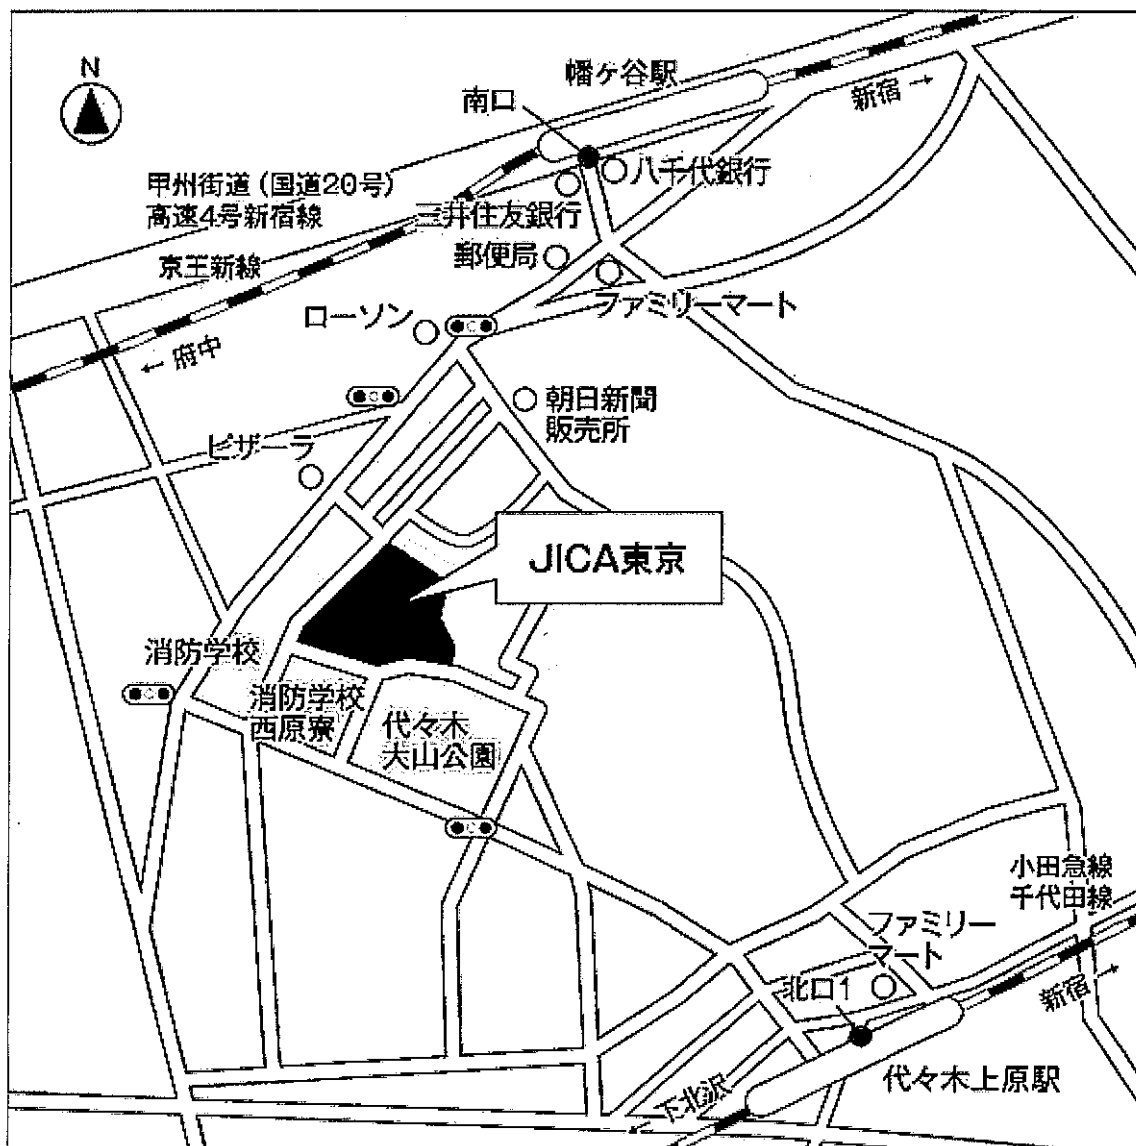 N
幡ヶ谷駅
南口
新宿 →
八千代銀行
甲州街道 (国道20号)
高速4号新宿線
三井住友銀行
郵便局
京王新線
ファミリーマート
ローソン
← 府中
朝日新聞
販売所
ピザーラ
JICA東京
消防学校
消防学校
西原寮
代々木
大山公園
小田急線
千代田線
ファミリー
マート
北口1
新宿 →
代々木上原駅
← 下北沢